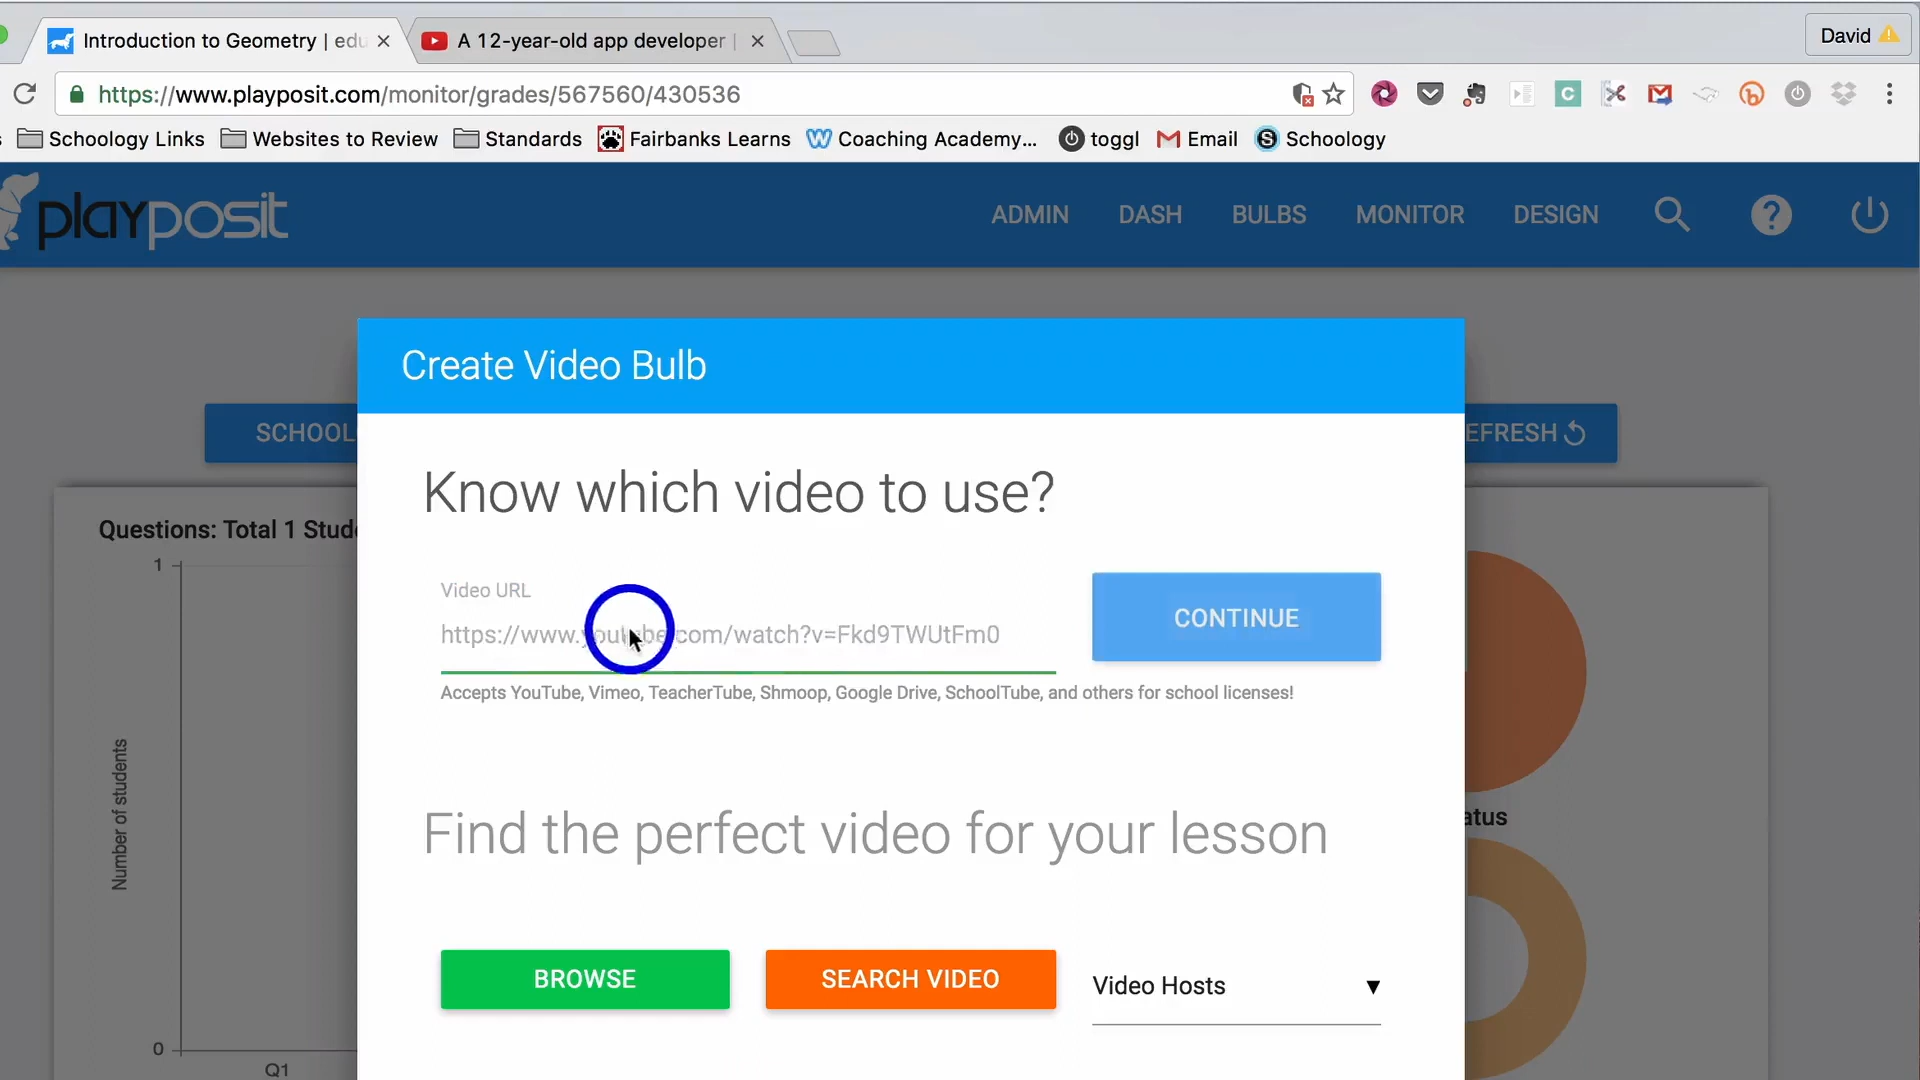 Introduction to Geometry | edu
A 12-year-old app developer |
David
https://www.playposit.com/monitor/grades/567560/430536
Schoology Links
Websites to Review
Standards
Fairbanks Learns
Coaching Academy...
toggl
Email
Schoology
playposit
ADMIN
DASH
BULBS
MONITOR
DESIGN
Create Video Bulb
SCHOOL
EFRESH
Know which video to use?
Questions: Total 1 Stude
1
Video URL
https://www.youtube.com/watch?v=Fkd9TWUtFm0
CONTINUE
Accepts YouTube, Vimeo, TeacherTube, Shmoop, Google Drive, SchoolTube, and others for school licenses!
Number of students
atus
Find the perfect video for your lesson
BROWSE
SEARCH VIDEO
Video Hosts
0
Q1